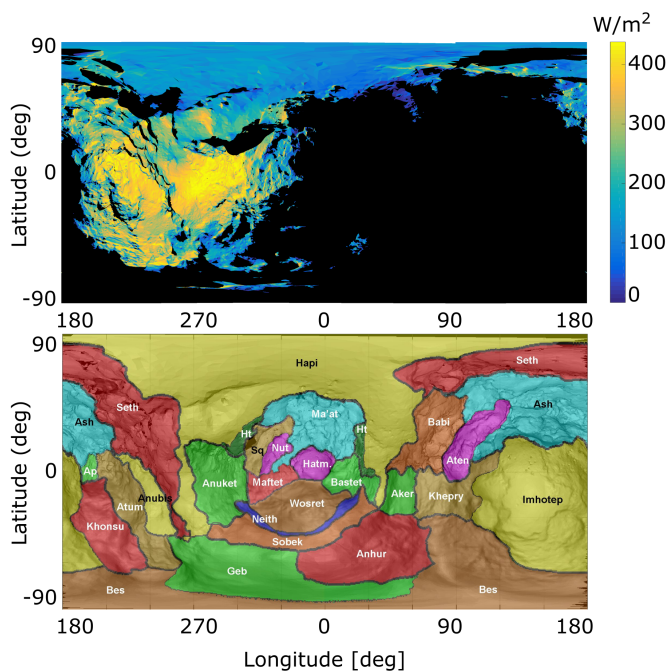 W/m²
90
0
-90
Latitude (deg)
180
270
0
90
180
400
300
200
100
0
90
0
-90
Latitude (deg)
Hapi
Seth
Seth
Ash
Ash
Ma'at
Babi
Ht
Ht
Sq
Nut
Hatm.
Aten
Ap
Anuket
Maftet
Bastet
Aker
Khepry
Imhotep
Atum
Anubis
Wosret
Khonsu
Neith
Sobek
Anhur
Geb
Bes
Bes
180
270
0
90
180
Longitude [deg]